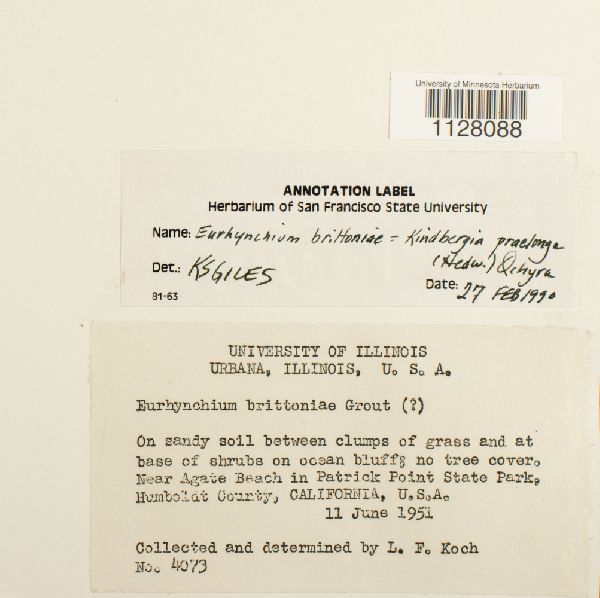 University of Minnesota Herbarium
1128088
ANNOTATION LABEL
Herbarium of San Francisco State University
Name: Eurhynchium brittoniae = Kindbergia praelonga
(Hedw.) Ochyra
Det.: KSGILES
Date: 27 FEB 1990
81-63
UNIVERSITY OF ILLINOIS
URBANA, ILLINOIS, U. S. A.
Eurhynchium brittoniae Grout (?)
On sandy soil between clumps of grass and at
base of shrubs on ocean bluff; no tree cover.
Near Agate Beach in Patrick Point State Park,
Humboldt County, CALIFORNIA, U.S.A.
11 June 1951
Collected and determined by L. F. Koch
No. 4073